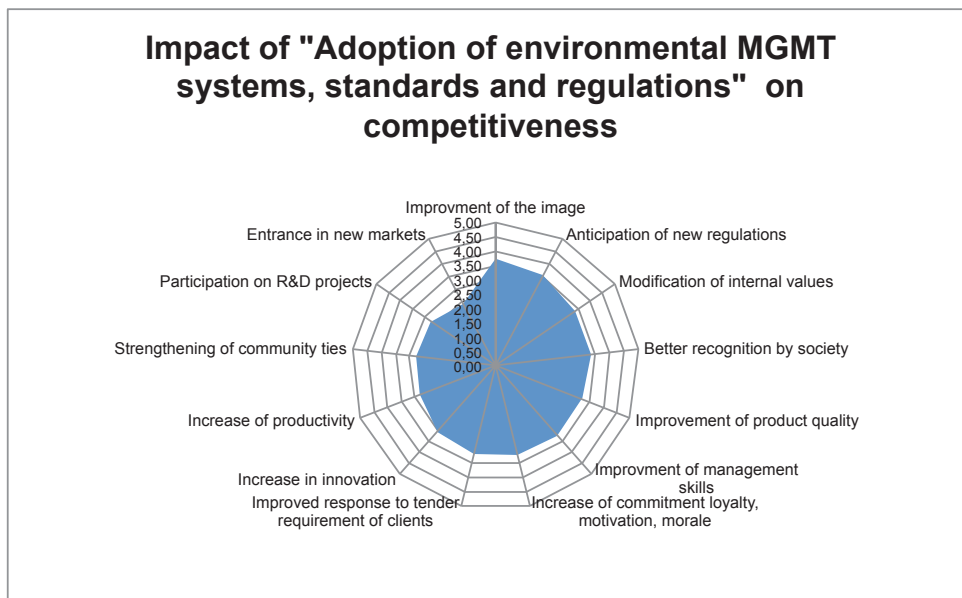 Impact of "Adoption of environmental MGMT
systems, standards and regulations" on
competitiveness
Improvment of the image
5,00
4,50
4,00
3,50
3,00
2,50
2,00
1,50
1,00
0,50
0,00
Anticipation of new regulations
Modification of internal values
Better recognition by society
Improvement of product quality
Improvment of management
skills
Increase of commitment loyalty,
motivation, morale
Improved response to tender
requirement of clients
Increase in innovation
Increase of productivity
Strengthening of community ties
Participation on R&D projects
Entrance in new markets